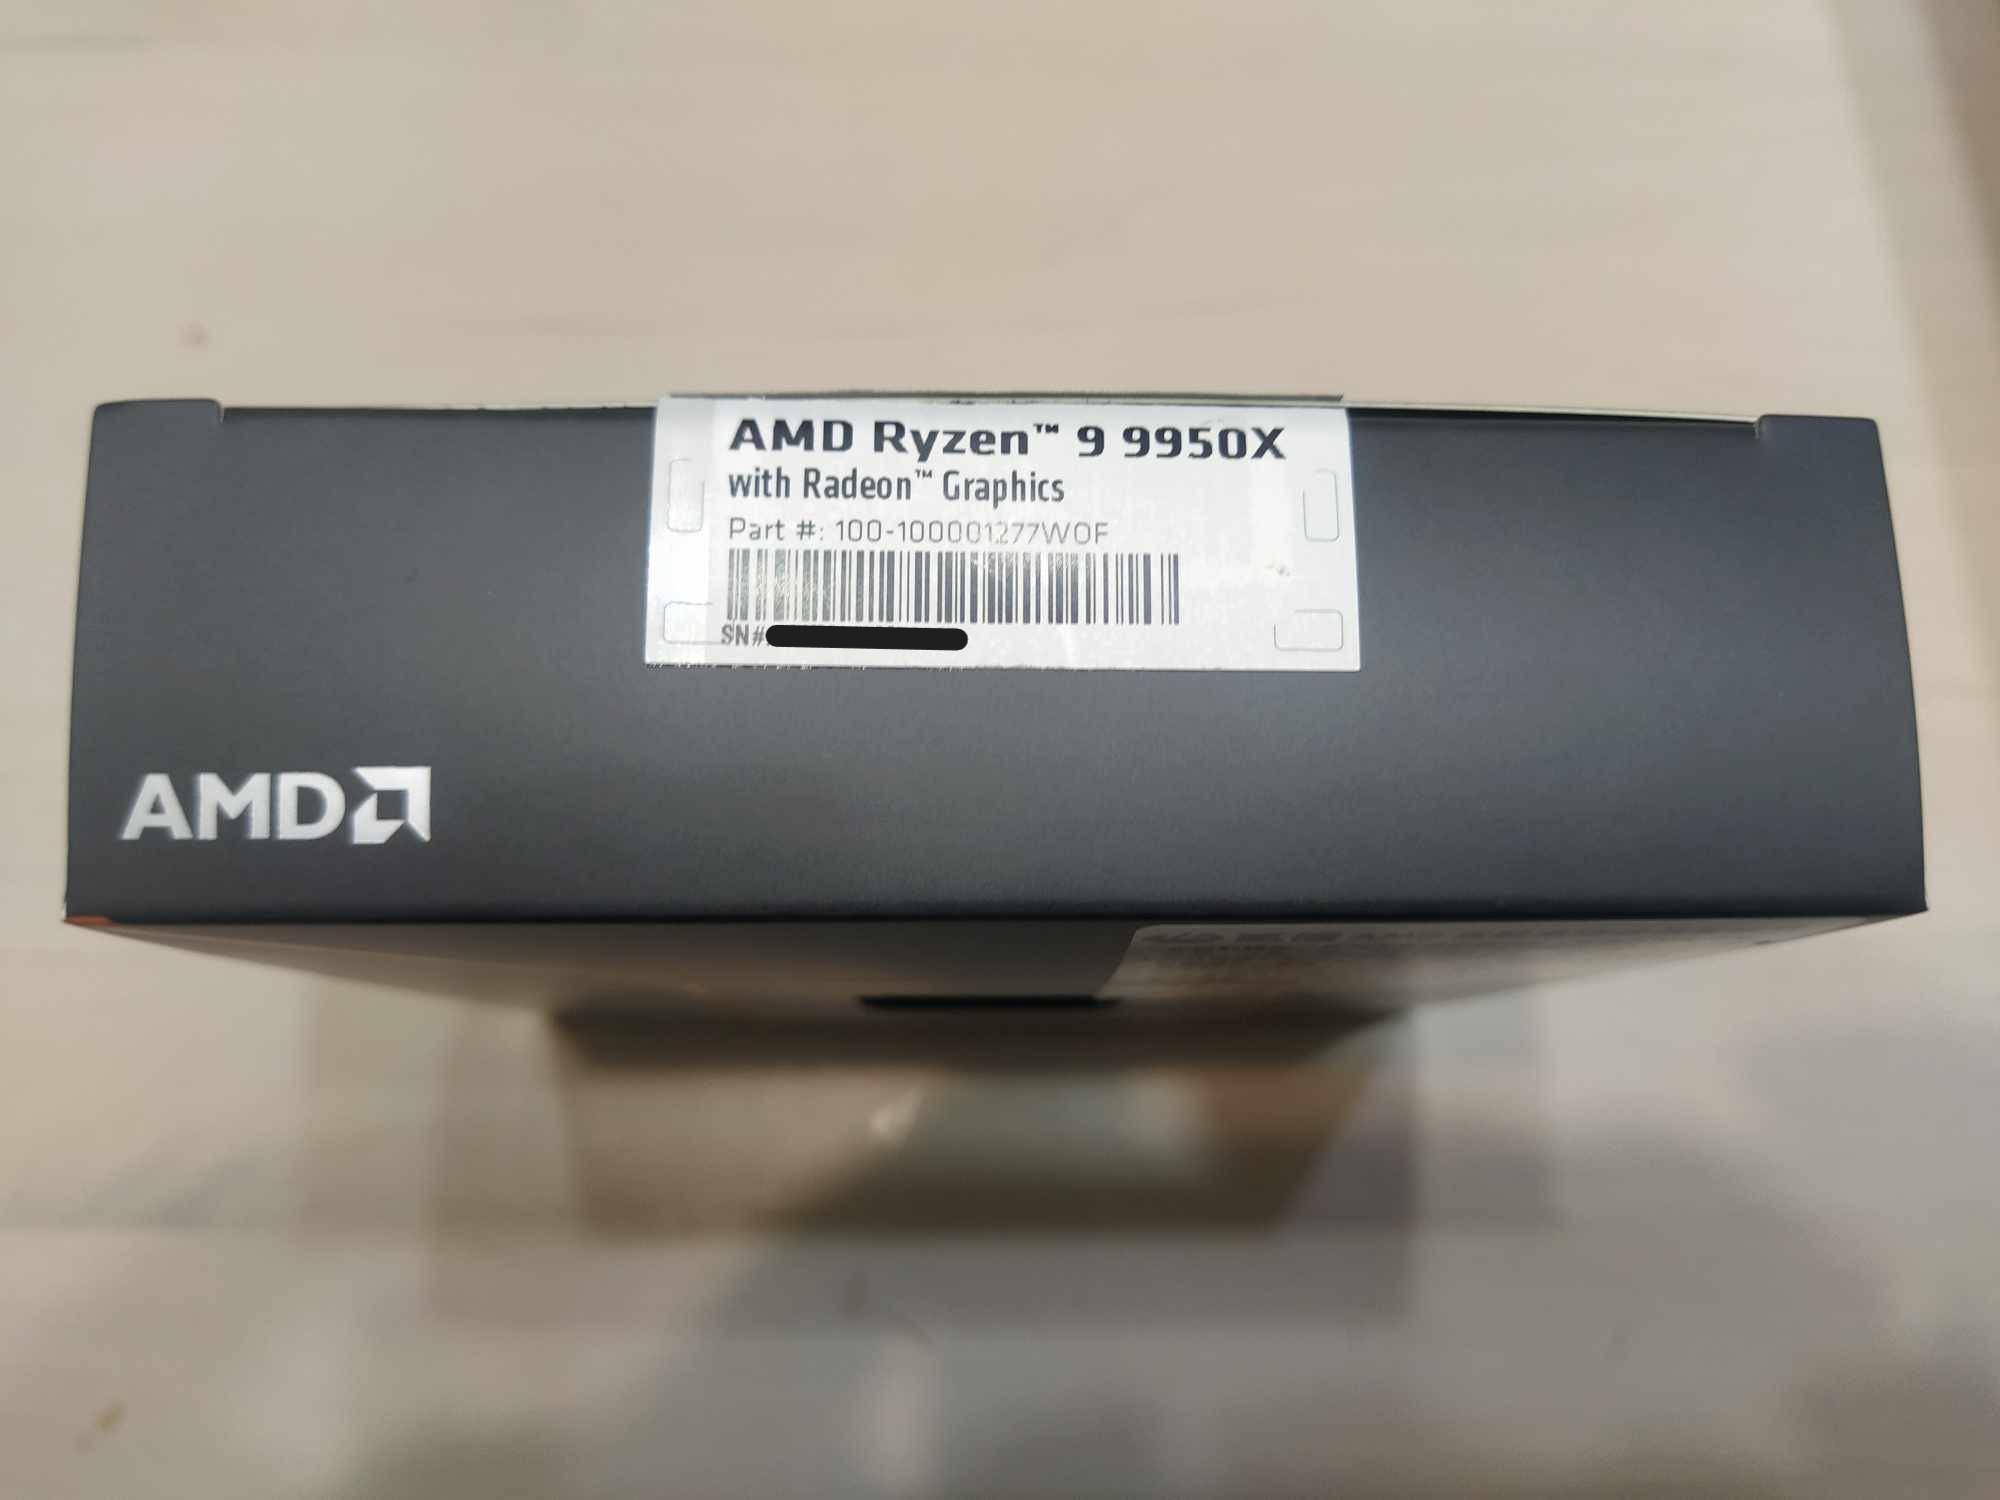 AMD Ryzen™ 9 9950X
with Radeon™ Graphics
Part #: 100-100001277WOF
SN#
AMD